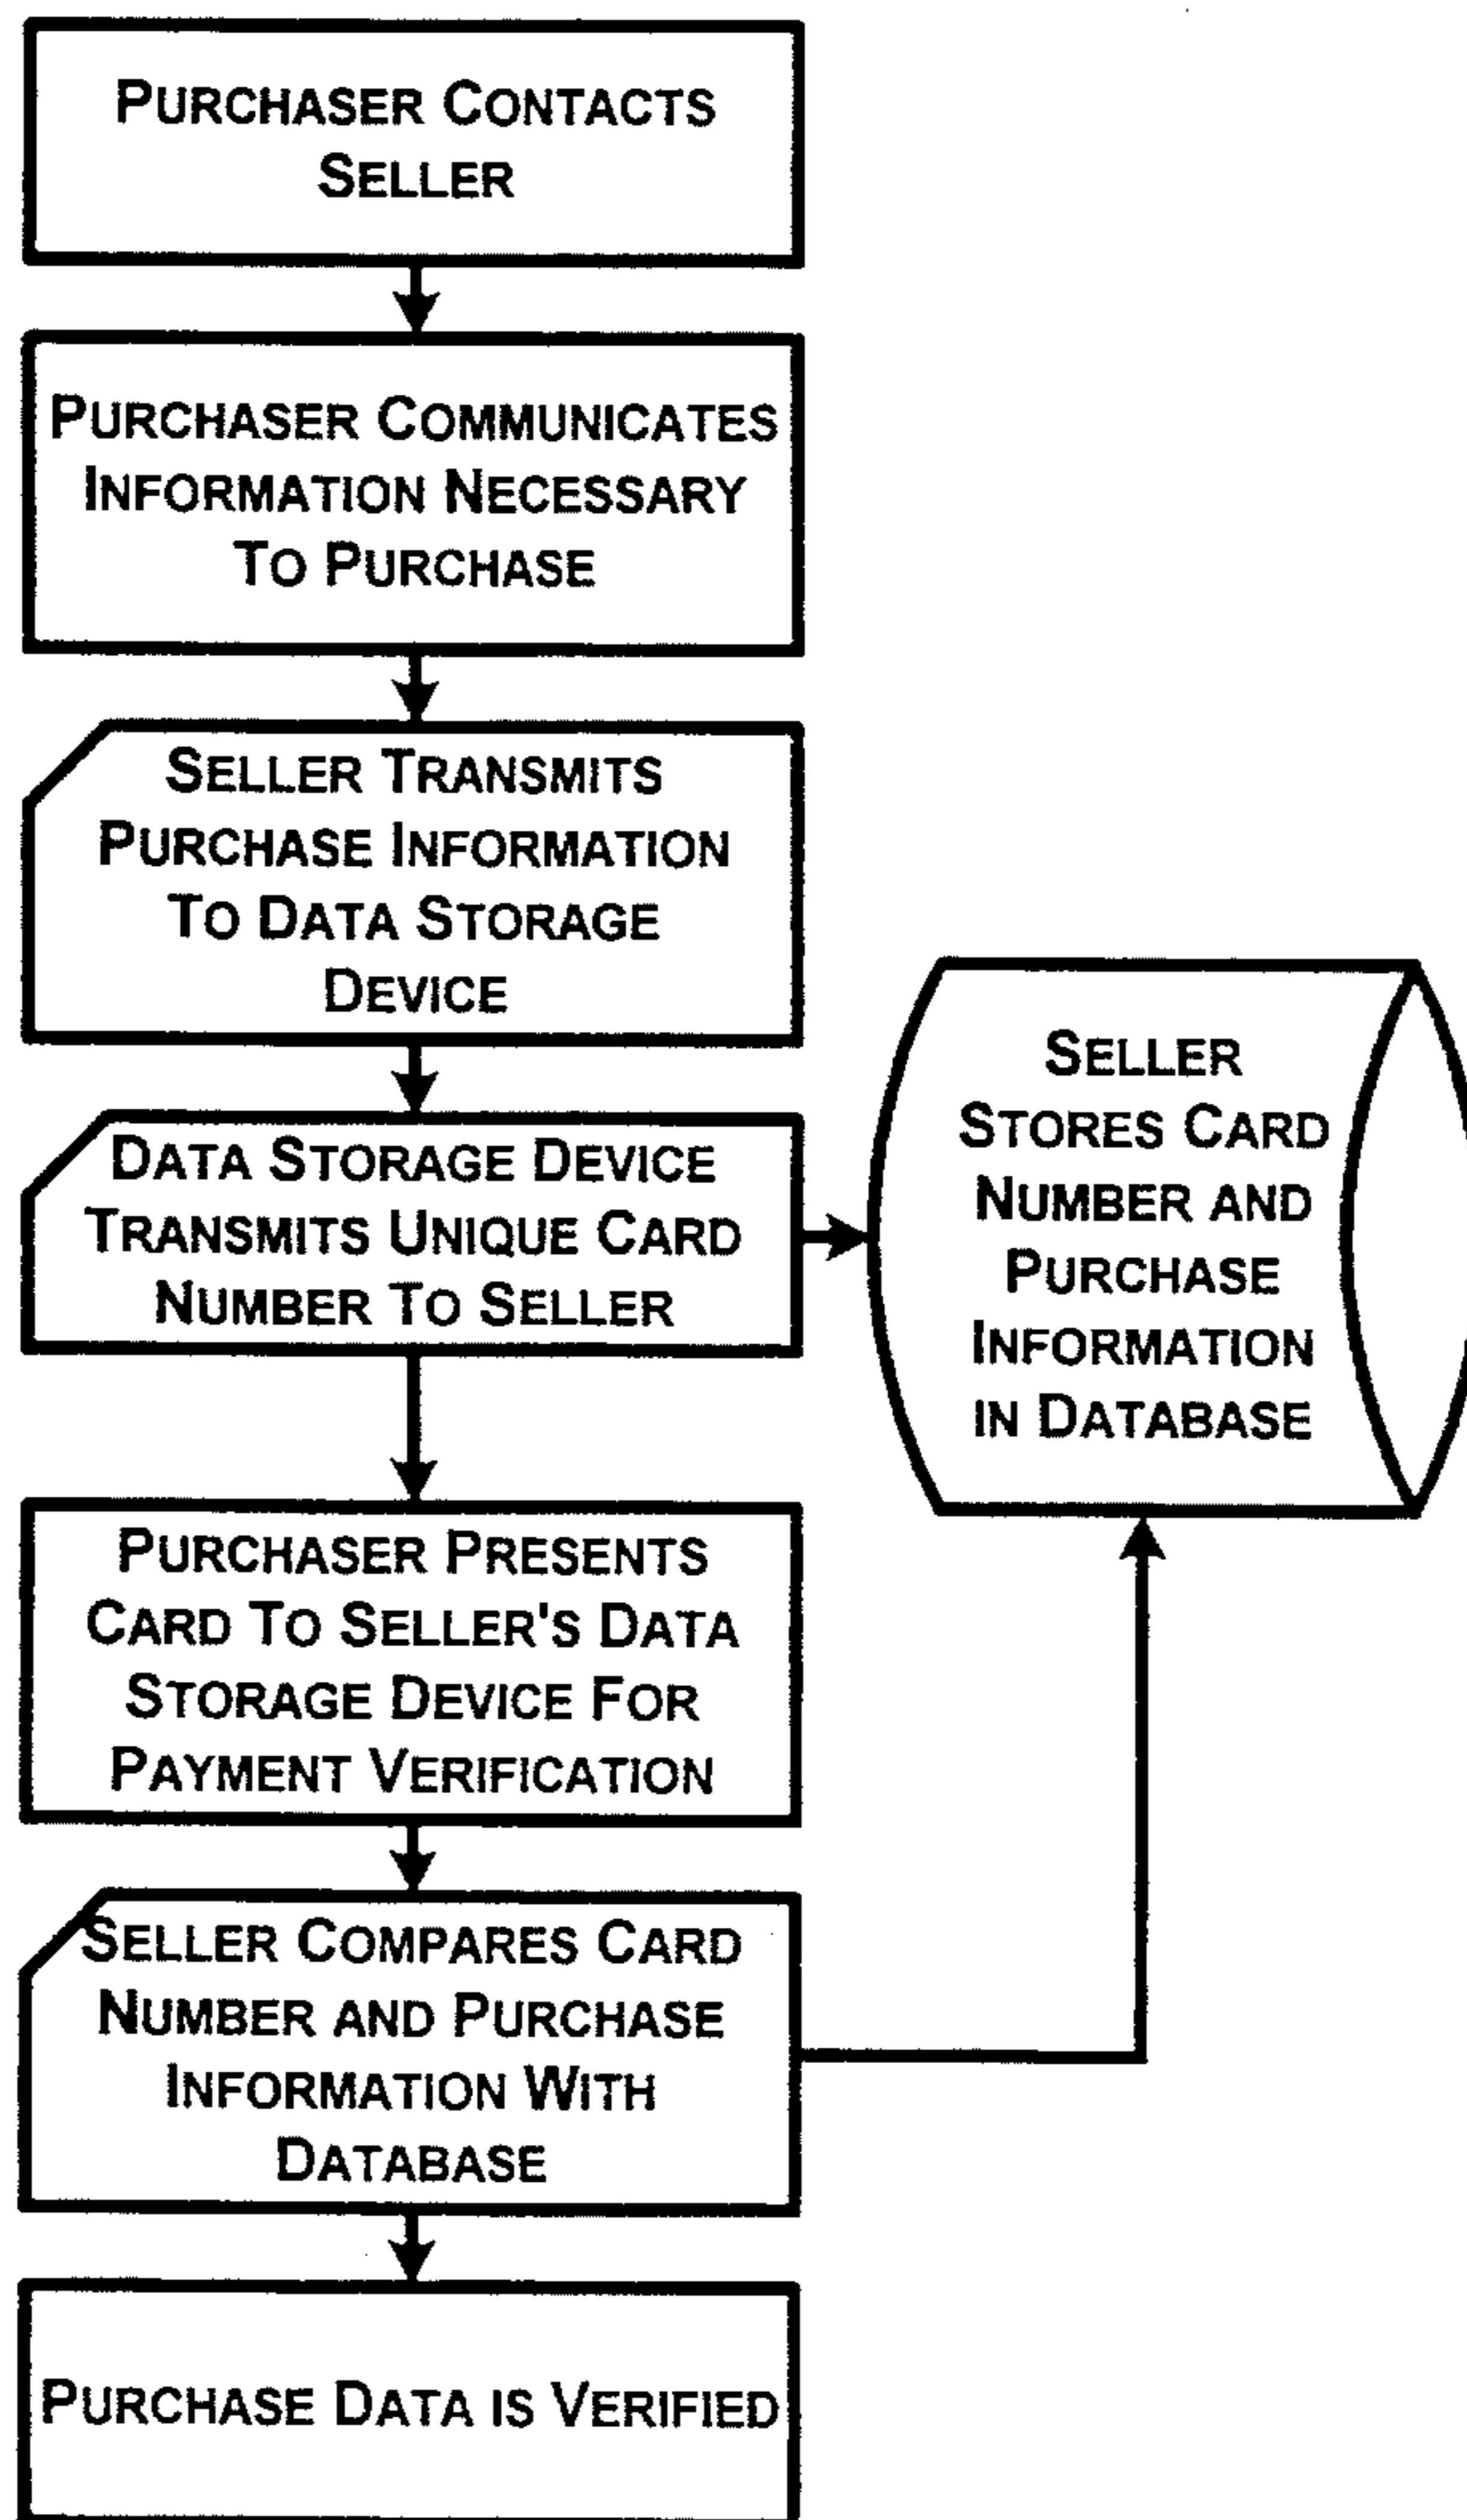 PURCHASER CONTACTS
SELLER
PURCHASER COMMUNICATES
INFORMATION NECESSARY
TO PURCHASE
SELLER TRANSMITS
PURCHASE INFORMATION
TO DATA STORAGE
DEVICE
DATA STORAGE DEVICE
TRANSMITS UNIQUE CARD
NUMBER TO SELLER
SELLER
STORES CARD
NUMBER AND
PURCHASE
INFORMATION
IN DATABASE
PURCHASER PRESENTS
CARD TO SELLER'S DATA
STORAGE DEVICE FOR
PAYMENT VERIFICATION
SELLER COMPARES CARD
NUMBER AND PURCHASE
INFORMATION WITH
DATABASE
PURCHASE DATA IS VERIFIED